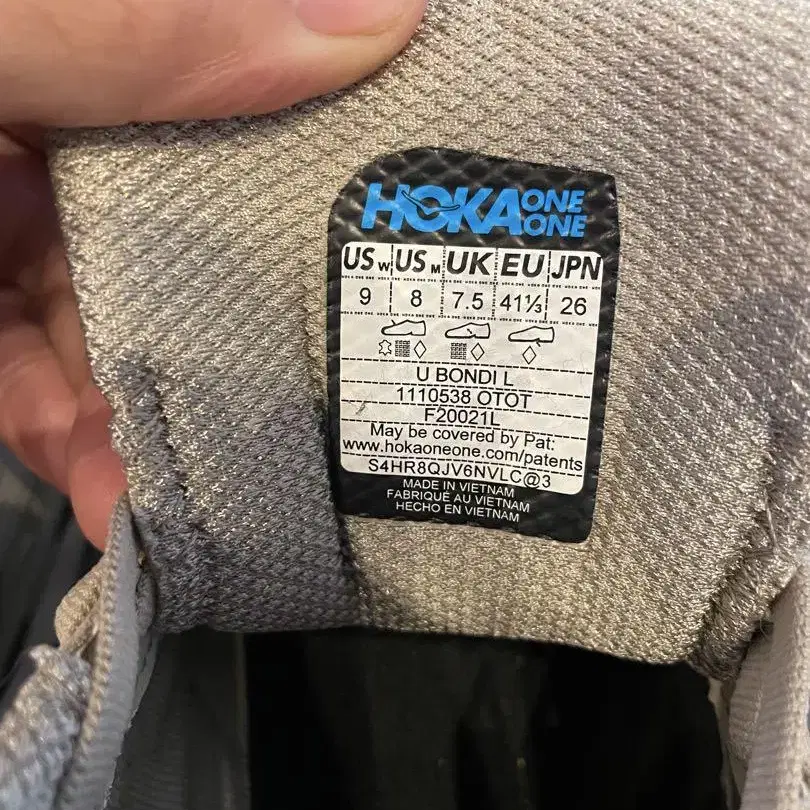 HOKA ONE ONE
US W US M UK EU JPN
9 8 7.5 41⅓ 26
U BONDI L
1110538 OTOT
F20021L
May be covered by Pat:
www.hokaoneone.com/patents
S4HR8QJV6NVLC@3
MADE IN VIETNAM
FABRIQUÉ AU VIETNAM
HECHO EN VIETNAM